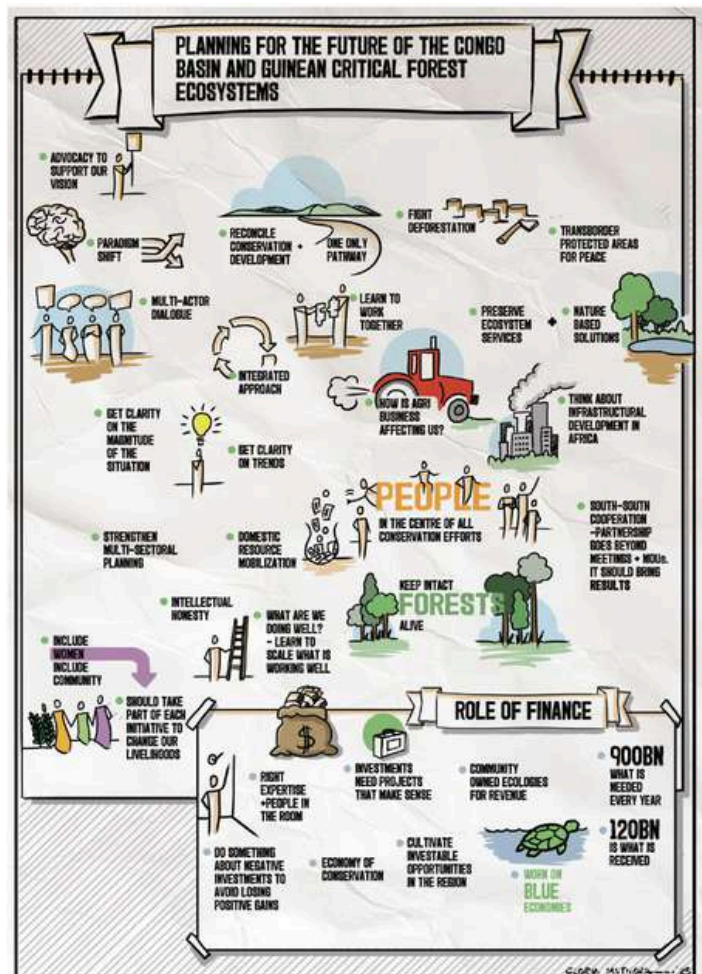 PLANNING FOR THE FUTURE OF THE CONGO
BASIN AND GUINEAN CRITICAL FOREST
ECOSYSTEMS
ADVOCACY TO
SUPPORT OUR
VISION
PARADIGM
SHIFT
RECONCILE
CONSERVATION +
DEVELOPMENT
ONE ONLY
PATHWAY
FIGHT
DEFORESTATION
TRANSBORDER
PROTECTED AREAS
FOR PEACE
MULTI-ACTOR
DIALOGUE
INTEGRATED
APPROACH
LEARN TO
WORK
TOGETHER
PRESERVE
ECOSYSTEM
SERVICES
+
NATURE
BASED
SOLUTIONS
GET CLARITY
ON THE
MAGNITUDE
OF THE
SITUATION
GET CLARITY
ON TRENDS
HOW IS AGRI
BUSINESS
AFFECTING US?
THINK ABOUT
INFRASTRUCTURAL
DEVELOPMENT IN
AFRICA
STRENGTHEN
MULTI-SECTORAL
PLANNING
DOMESTIC
RESOURCE
MOBILIZATION
PEOPLE
IN THE CENTRE OF ALL
CONSERVATION EFFORTS
SOUTH-SOUTH
COOPERATION
-PARTNERSHIP
GOES BEYOND
MEETINGS + MOUs.
IT SHOULD BRING
RESULTS
INTELLECTUAL
HONESTY
WHAT ARE WE
DOING WELL?
- LEARN TO
SCALE WHAT IS
WORKING WELL
KEEP INTACT
FORESTS
ALIVE
INCLUDE
WOMEN
INCLUDE
COMMUNITY
SHOULD TAKE
PART OF EACH
INITIATIVE TO
CHANGE OUR
LIVELIHOODS
ROLE OF FINANCE
$
RIGHT
EXPERTISE
+PEOPLE IN
THE ROOM
INVESTMENTS
NEED PROJECTS
THAT MAKE SENSE
COMMUNITY
OWNED ECOLOGIES
FOR REVENUE
900BN
WHAT IS
NEEDED
EVERY YEAR
120BN
IS WHAT IS
RECEIVED
DO SOMETHING
ABOUT NEGATIVE
INVESTMENTS TO
AVOID LOSING
POSITIVE GAINS
ECONOMY OF
CONSERVATION
CULTIVATE
INVESTABLE
OPPORTUNITIES
IN THE REGION
WORK ON
BLUE
ECONOMIES